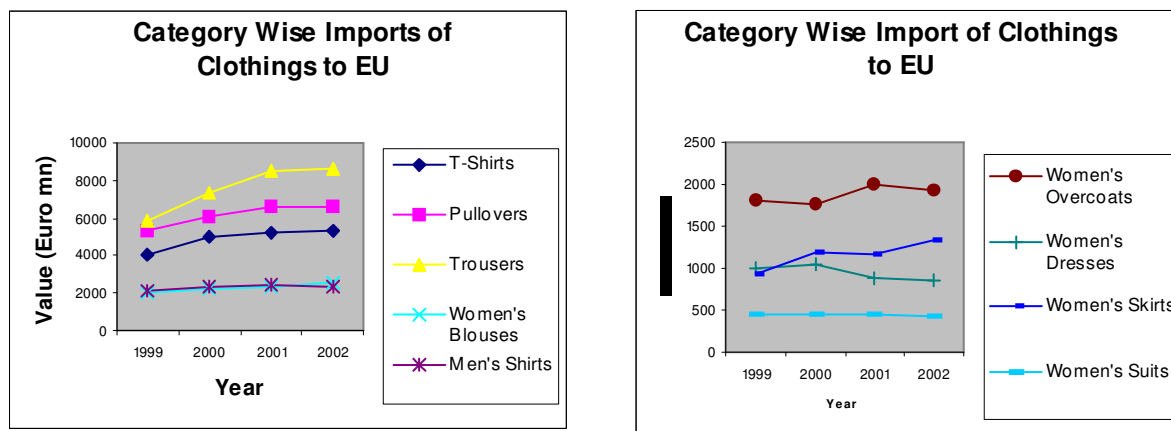 Category Wise Imports of
Clothings to EU
Value (Euro mn)
10000
8000
6000
4000
2000
0
1999 2000 2001 2002
Year
T-Shirts
Pullovers
Trousers
Women's
Blouses
Men's Shirts
Category Wise Import of Clothings
to EU
2500
2000
1500
1000
500
0
1999 2000 2001 2002
Year
Women's
Overcoats
Women's
Dresses
Women's Skirts
Women's Suits